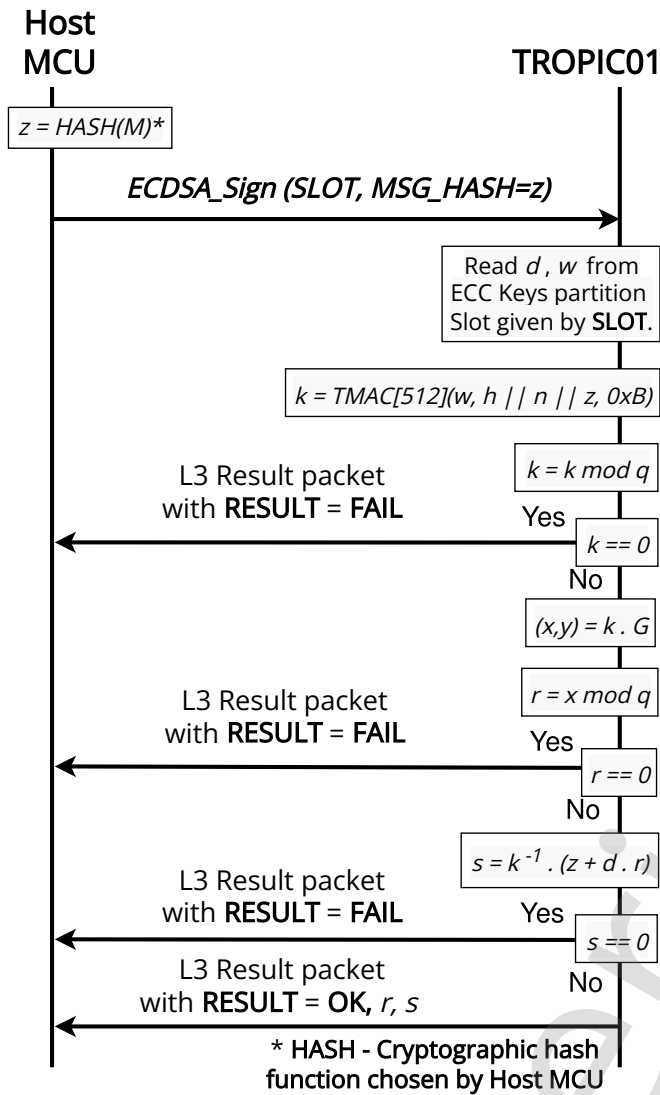 Host
MCU
TROPIC01
z = HASH(M)*
ECDSA_Sign (SLOT, MSG_HASH=z)
Read d , w from
ECC Keys partition
Slot given by SLOT.
k = TMAC[512](w, h || n || z, 0xB)
k = k mod q
L3 Result packet
with RESULT = FAIL
Yes
k == 0
No
(x,y) = k . G
r = x mod q
L3 Result packet
with RESULT = FAIL
Yes
r == 0
No
s = k⁻¹ . (z + d . r)
L3 Result packet
with RESULT = FAIL
Yes
s == 0
No
L3 Result packet
with RESULT = OK, r, s
* HASH - Cryptographic hash
function chosen by Host MCU